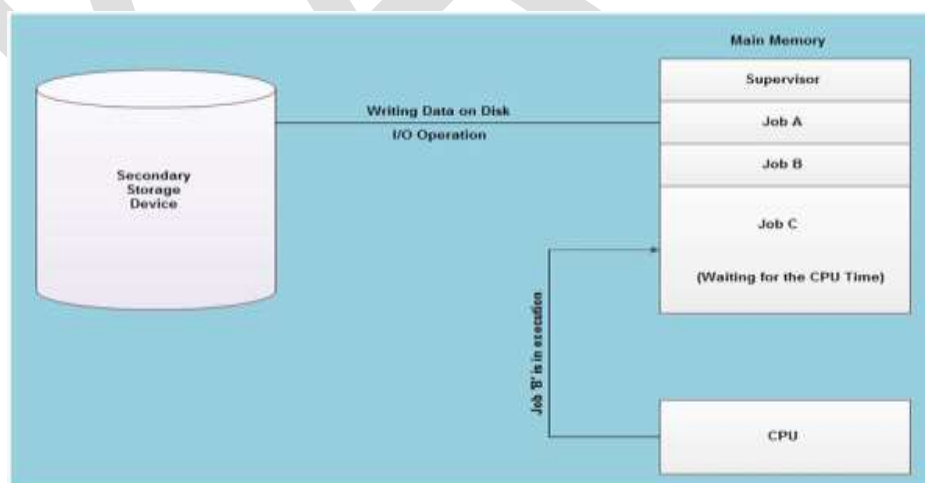 Main Memory
Supervisor
Writing Data on Disk
Job A
I/O Operation
Job B
Secondary
Storage
Device
Job C
(Waiting for the CPU Time)
Job 'B' is in execution
CPU